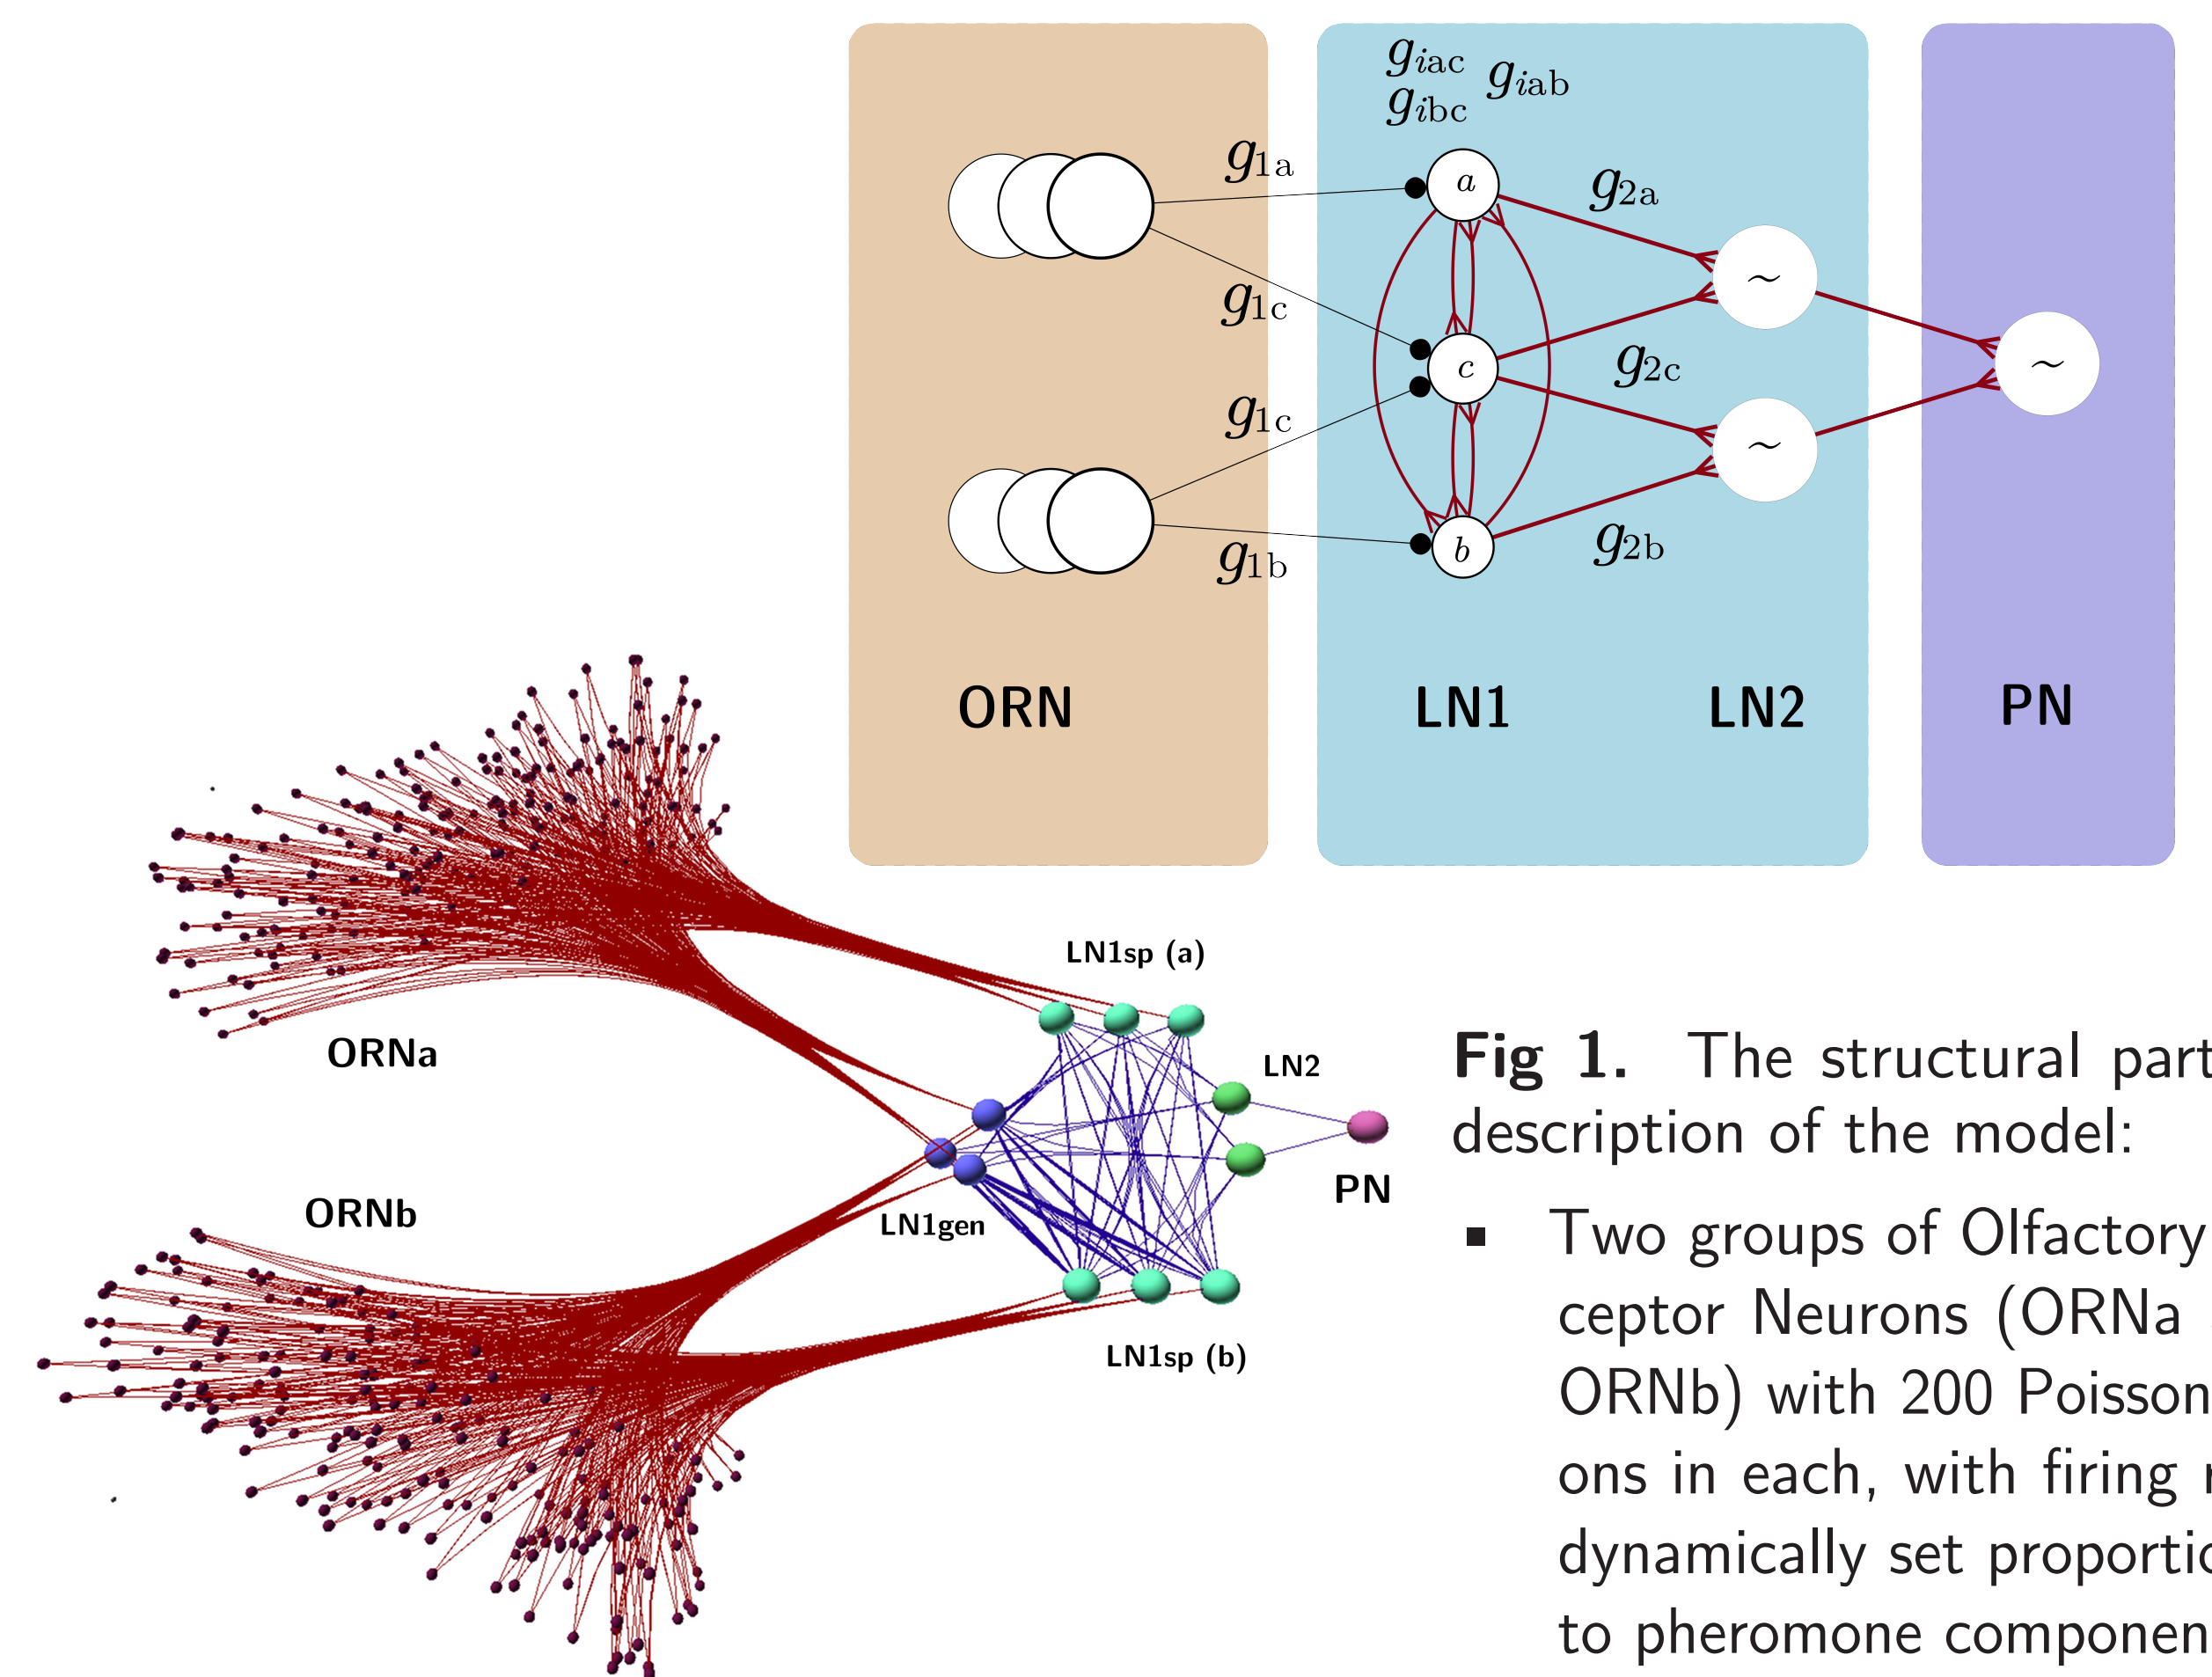 g_iac g_iab
g_ibc
g_1a
a
g_2a
~
g_1c
~
c
g_2c
g_1c
~
g_1b
b
g_2b
ORN LN1 LN2 PN
LN1sp (a)
ORNa
LN2
PN
ORNb
LN1gen
LN1sp (b)
Fig 1. The structural part
description of the model:
▪ Two groups of Olfactory
ceptor Neurons (ORNa
ORNb) with 200 Poisson
ons in each, with firing
dynamically set proportio
to pheromone componen